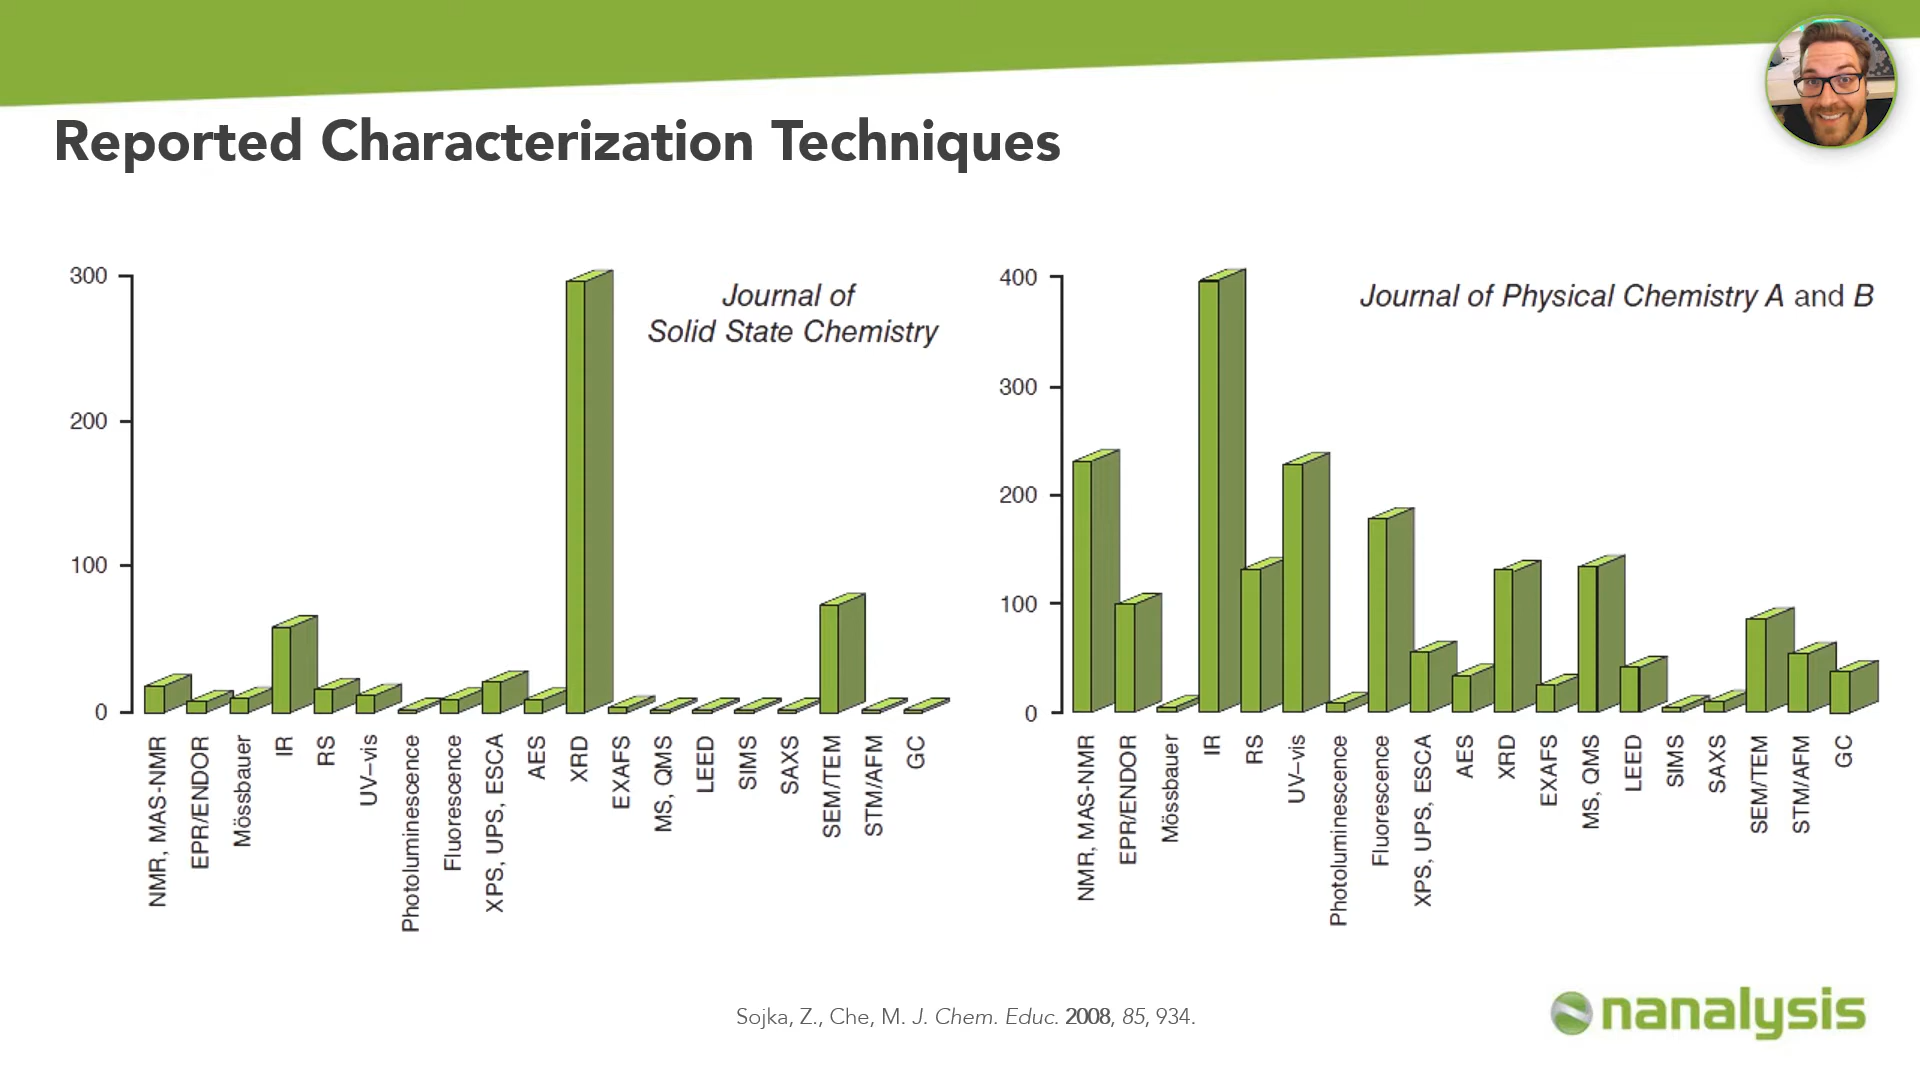 Reported Characterization Techniques
300
200
100
0
Journal of
Solid State Chemistry
NMR, MAS-NMR
EPR/ENDOR
Mössbauer
IR
RS
UV–vis
Photoluminescence
Fluorescence
XPS, UPS, ESCA
AES
XRD
EXAFS
MS, QMS
LEED
SIMS
SAXS
SEM/TEM
STM/AFM
GC
400
300
200
100
0
Journal of Physical Chemistry A and B
NMR, MAS-NMR
EPR/ENDOR
Mössbauer
IR
RS
UV–vis
Photoluminescence
Fluorescence
XPS, UPS, ESCA
AES
XRD
EXAFS
MS, QMS
LEED
SIMS
SAXS
SEM/TEM
STM/AFM
GC
Sojka, Z., Che, M. J. Chem. Educ. 2008, 85, 934.
nanalysis